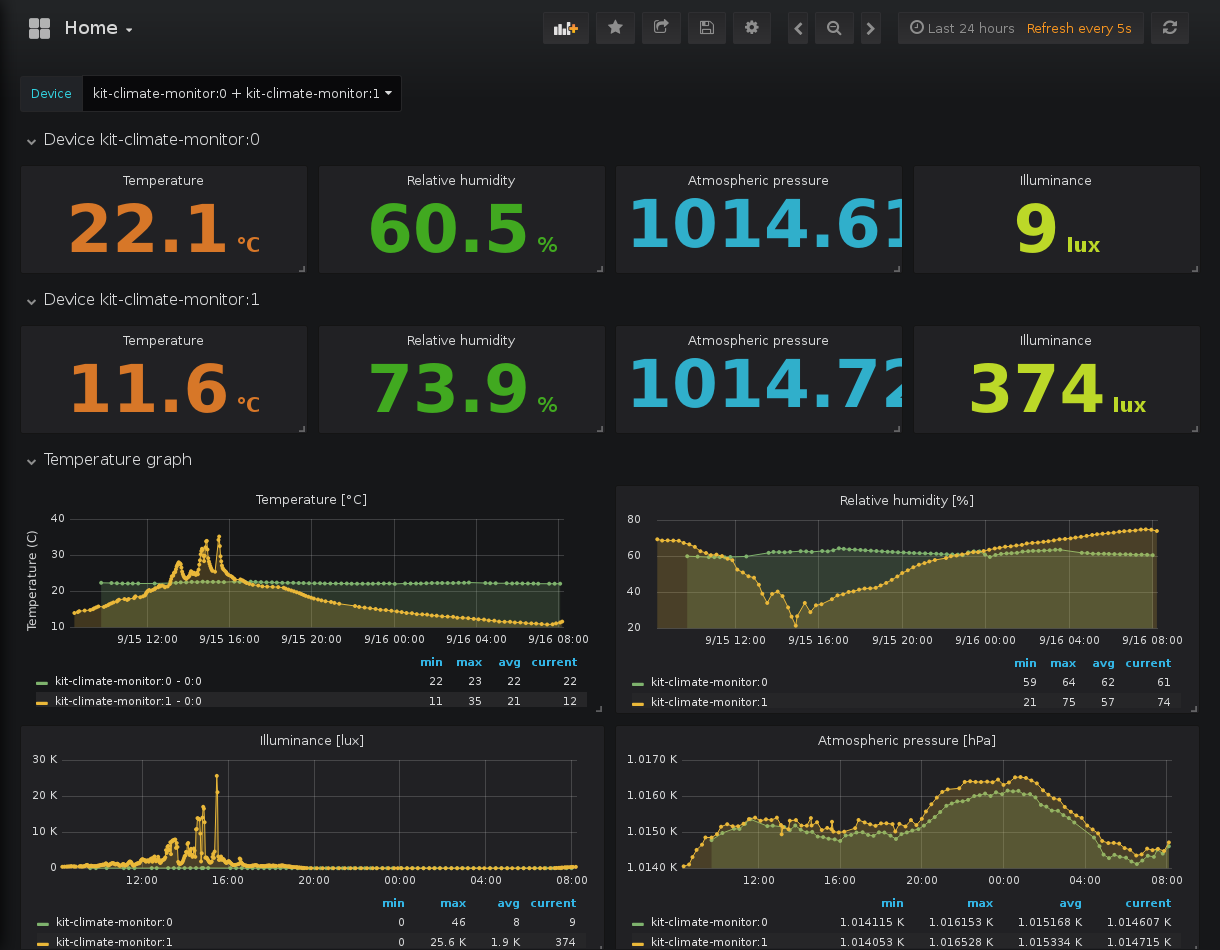 Home
Last 24 hours Refresh every 5s
Device kit-climate-monitor:0 + kit-climate-monitor:1
Device kit-climate-monitor:0
Temperature
22.1 °C
Relative humidity
60.5 %
Atmospheric pressure
1014.61
Illuminance
9 lux
Device kit-climate-monitor:1
Temperature
11.6 °C
Relative humidity
73.9 %
Atmospheric pressure
1014.72
Illuminance
374 lux
Temperature graph
Temperature [°C]
Temperature (C)
40
30
20
10
9/15 12:00 9/15 16:00 9/15 20:00 9/16 00:00 9/16 04:00 9/16 08:00
min max avg current
kit-climate-monitor:0 - 0:0 22 23 22 22
kit-climate-monitor:1 - 0:0 11 35 21 12
Relative humidity [%]
80
60
40
20
9/15 12:00 9/15 16:00 9/15 20:00 9/16 00:00 9/16 04:00 9/16 08:00
min max avg current
kit-climate-monitor:0 59 64 62 61
kit-climate-monitor:1 21 75 57 74
Illuminance [lux]
30 K
20 K
10 K
0
12:00 16:00 20:00 00:00 04:00 08:00
min max avg current
kit-climate-monitor:0 0 46 8 9
kit-climate-monitor:1 0 25.6 K 1.9 K 374
Atmospheric pressure [hPa]
1.0170 K
1.0160 K
1.0150 K
1.0140 K
12:00 16:00 20:00 00:00 04:00 08:00
min max avg current
kit-climate-monitor:0 1.014115 K 1.016153 K 1.015168 K 1.014607 K
kit-climate-monitor:1 1.014053 K 1.016528 K 1.015334 K 1.014715 K